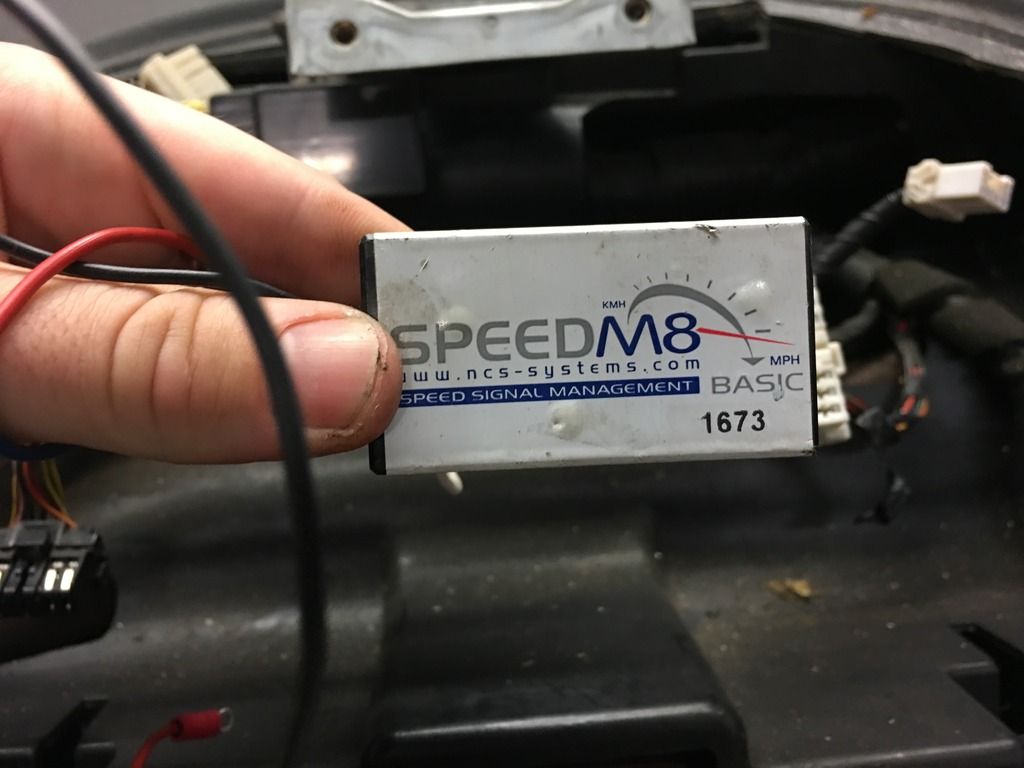 KMH
SPEEDM8
MPH
www.ncs-systems.com
SPEED SIGNAL MANAGEMENT
BASIC
1673